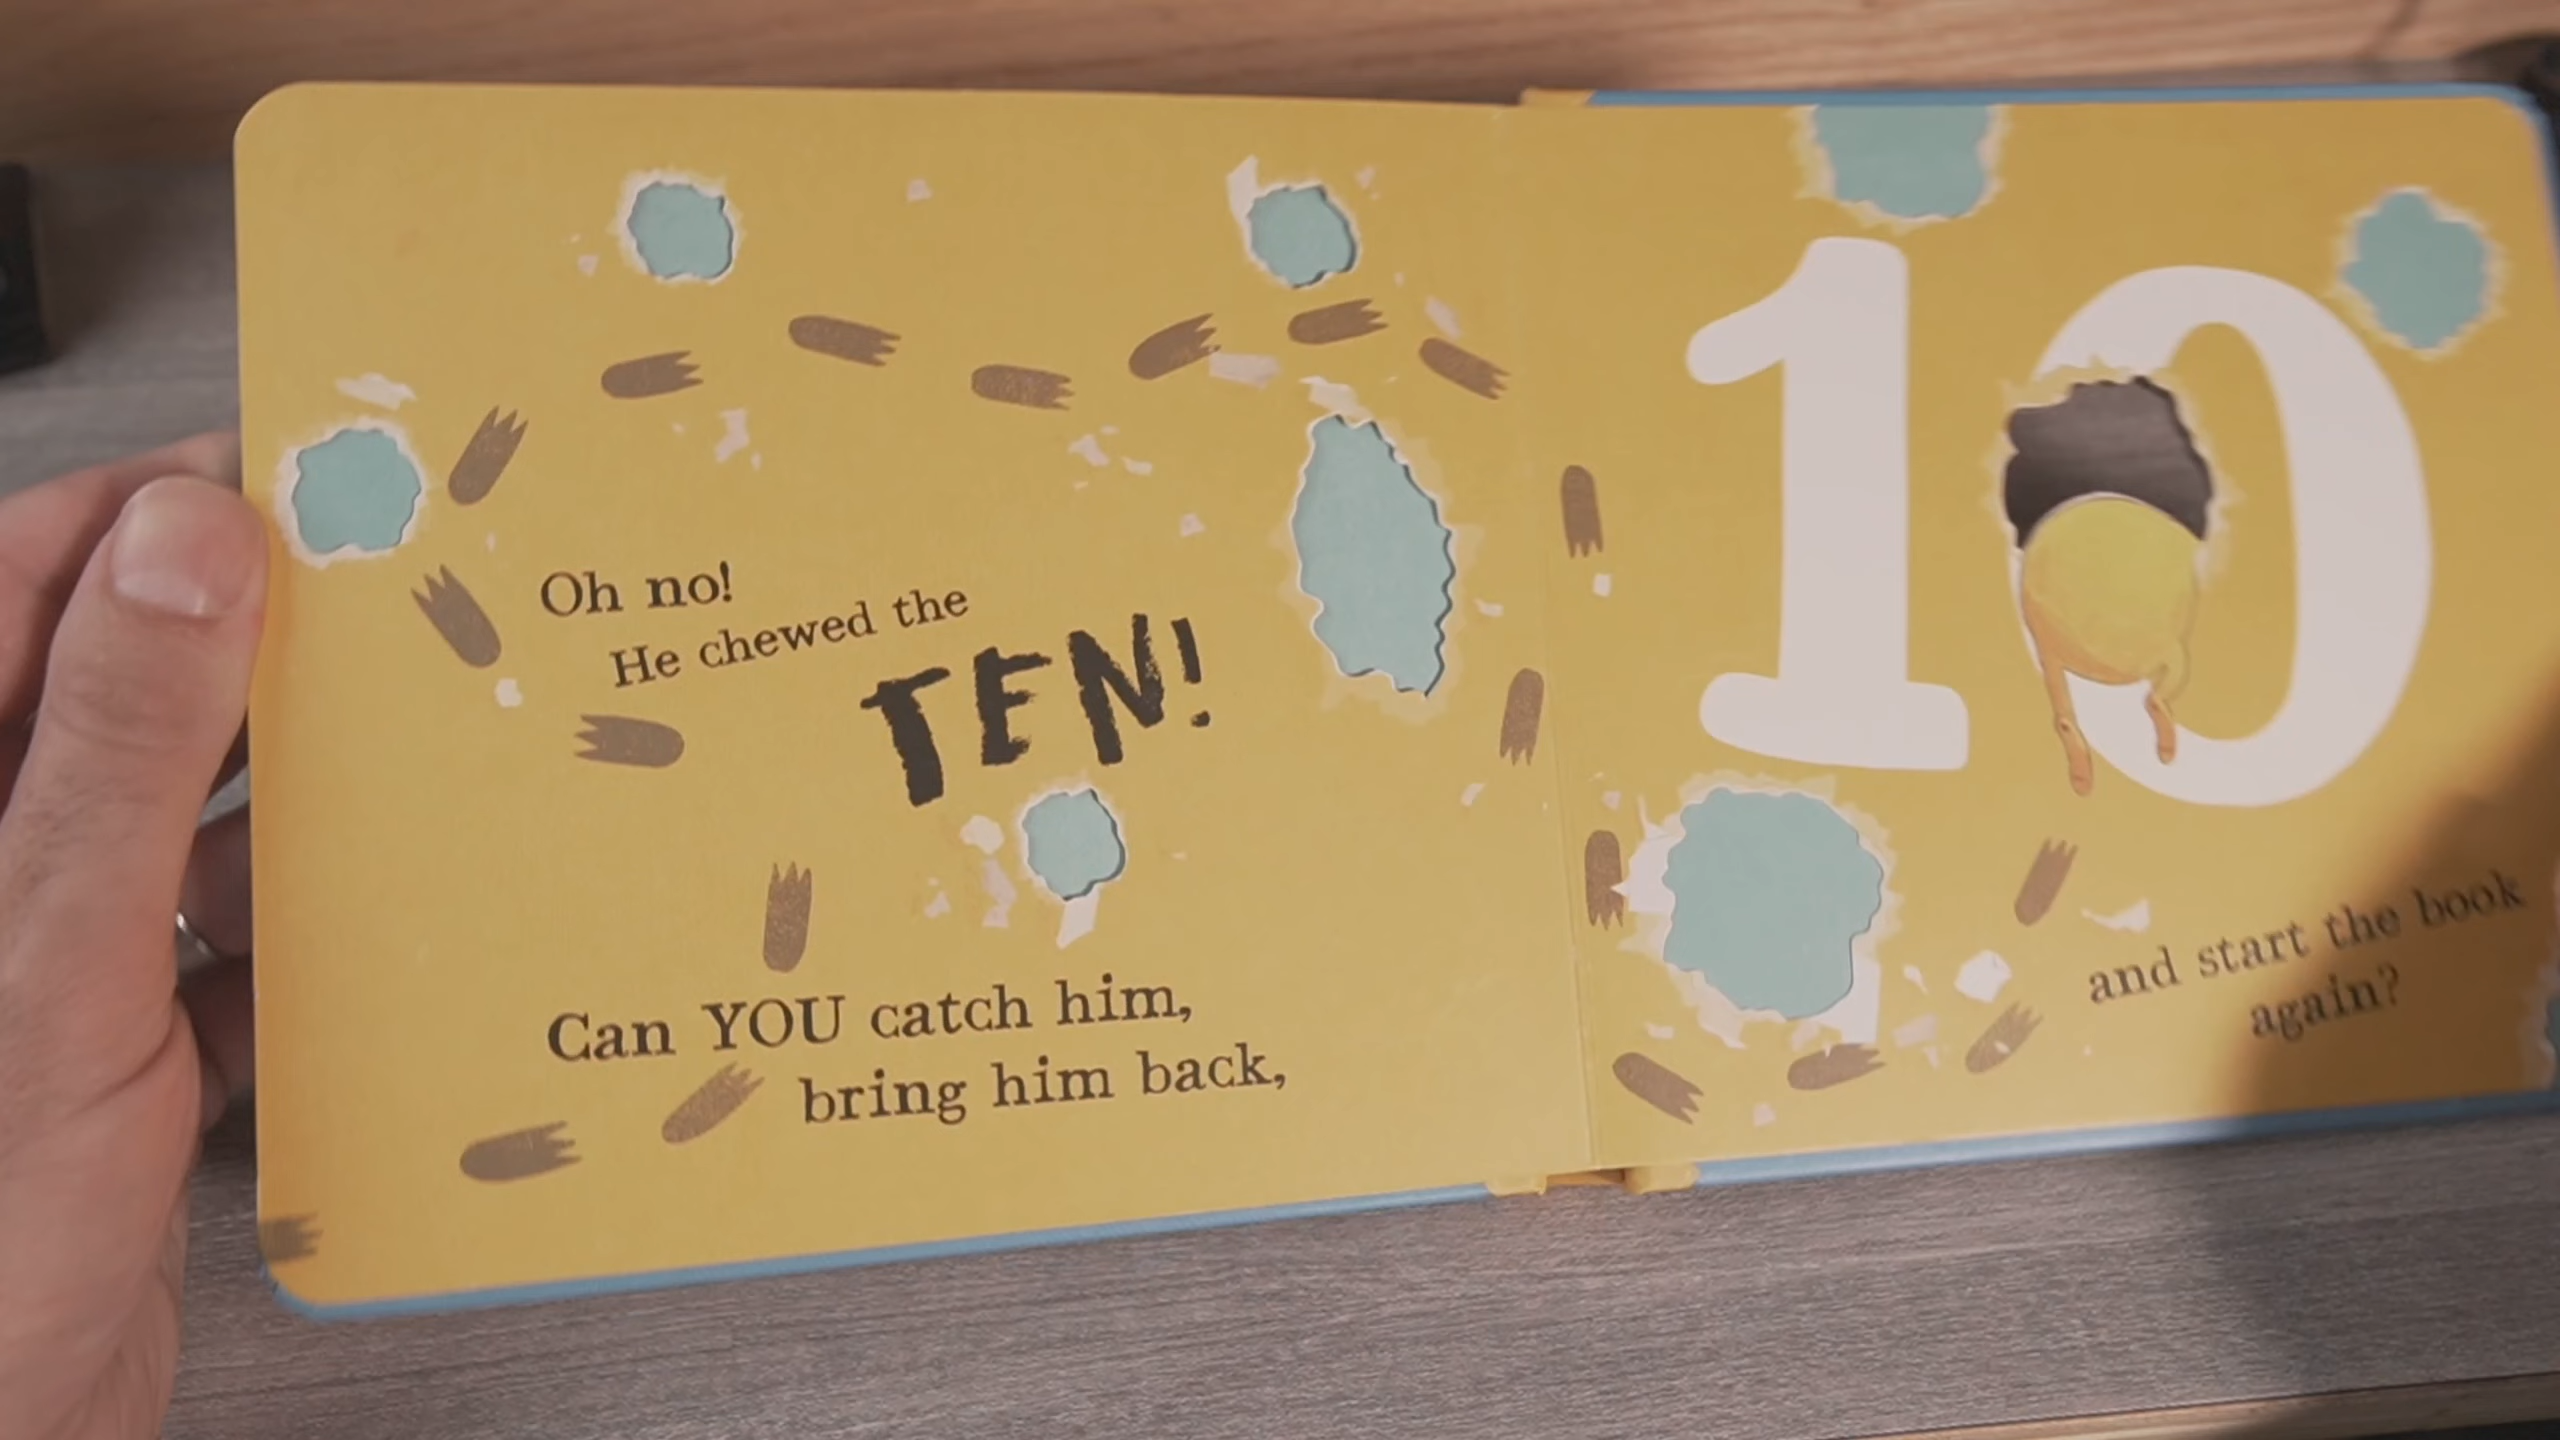 Oh no!
He chewed the
TEN!
Can YOU catch him,
bring him back,
10
and start the book
again?